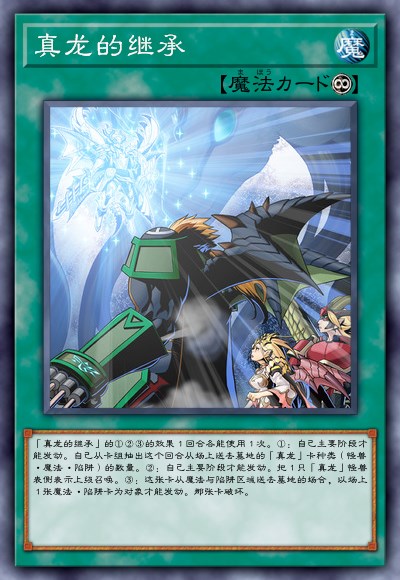 真龙的继承
魔
【魔法カード】
まほう
「真龙的继承」的①②③的效果1回合各能使用1次。①：自己主要阶段才
能发动。自己从卡组抽出这个回合从场上送去墓地的「真龙」卡种类（怪兽
·魔法·陷阱）的数量。②：自己主要阶段才能发动。把1只「真龙」怪兽
表侧表示上级召唤。③：这张卡从魔法与陷阱区域送去墓地的场合，以场上
1张魔法·陷阱卡为对象才能发动。那张卡破坏。